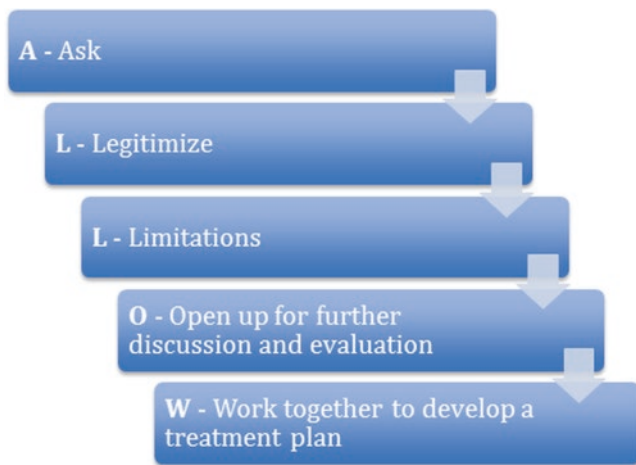 A - Ask
L - Legitimize
L - Limitations
O - Open up for further
discussion and evaluation
W - Work together to develop a
treatment plan